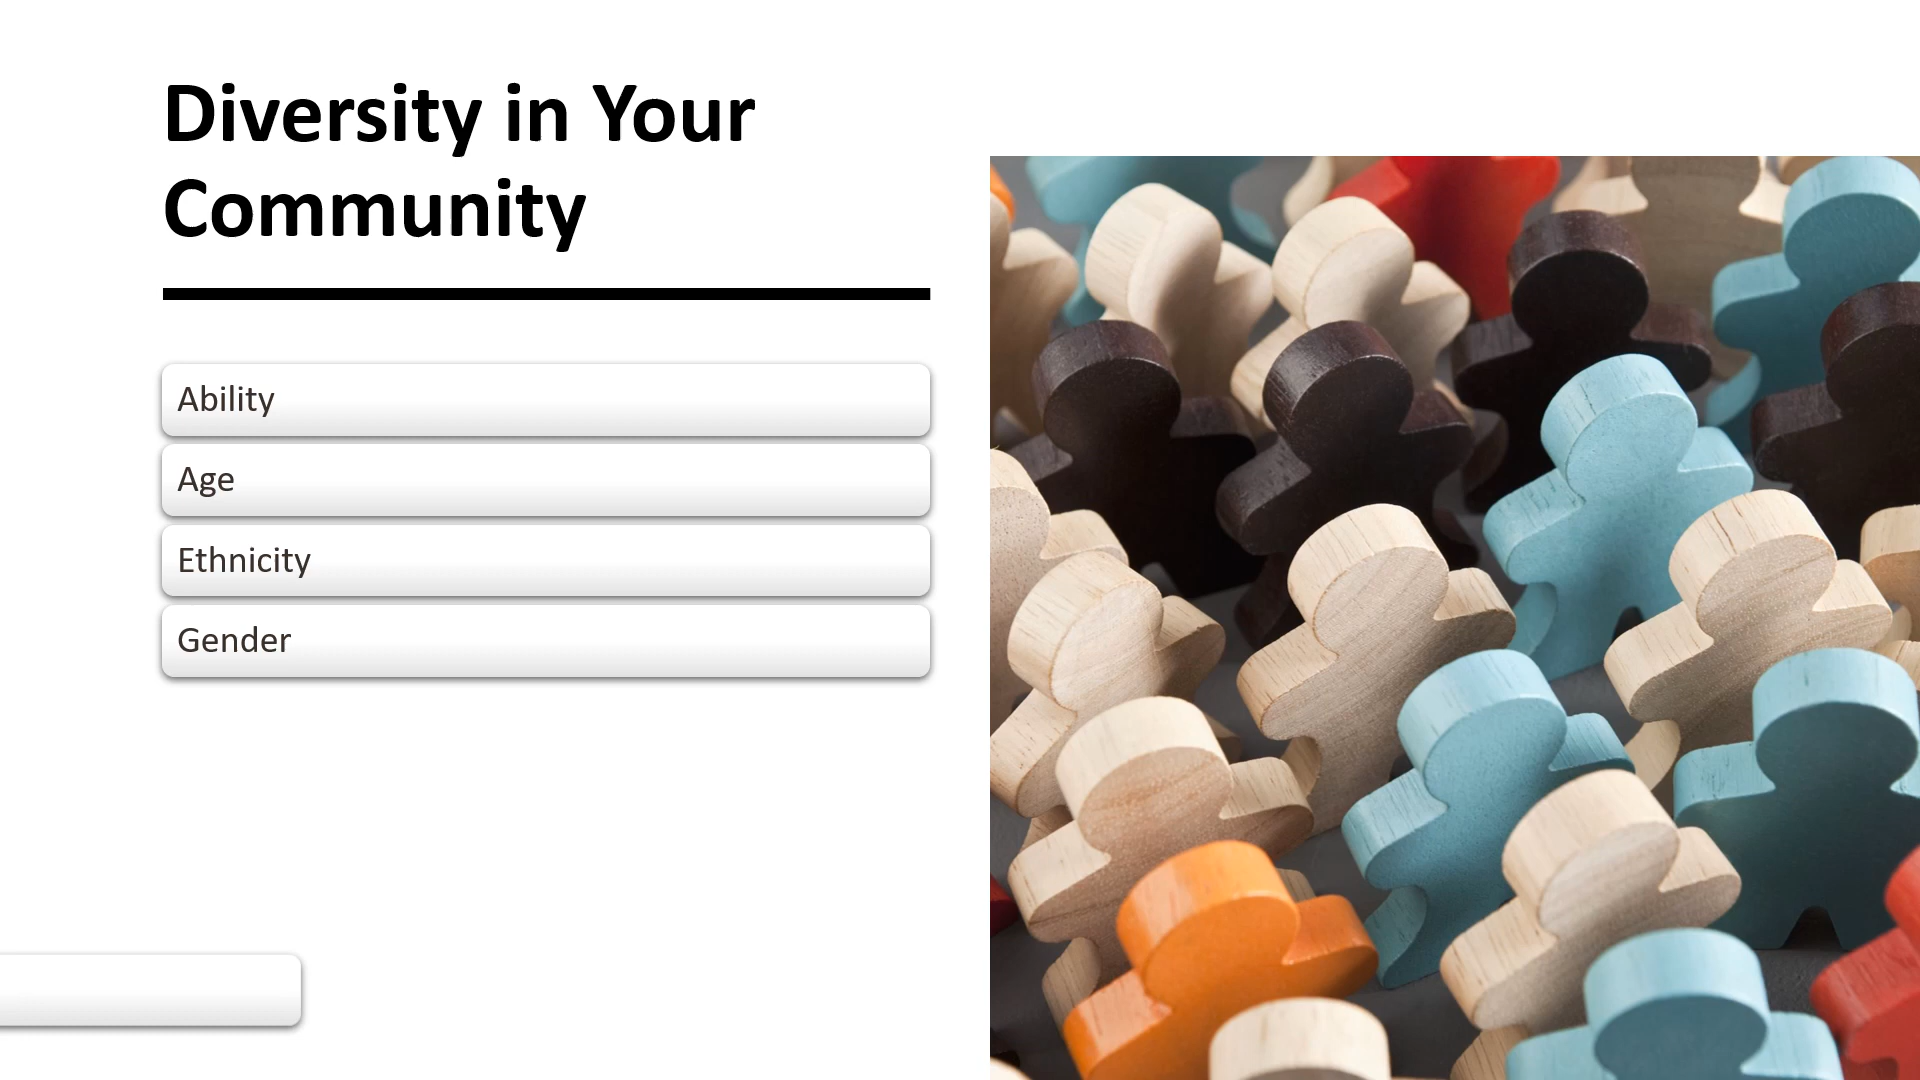 Diversity in Your
Community
Ability
Age
Ethnicity
Gender